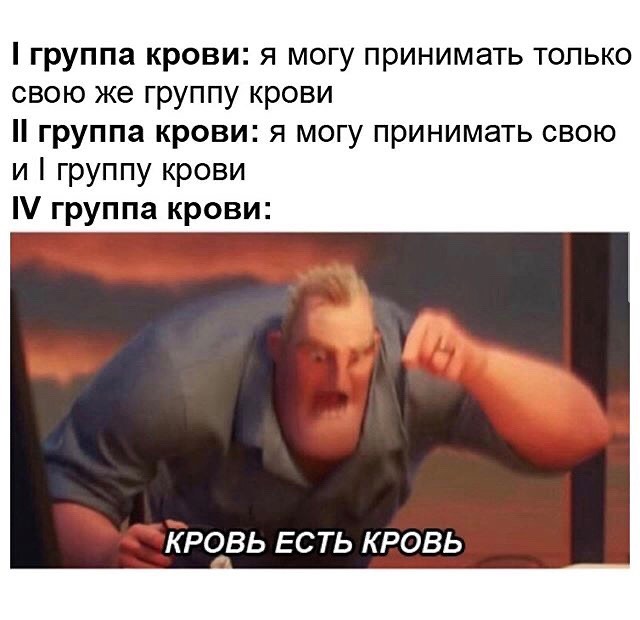 I группа крови: я могу принимать только
свою же группу крови
II группа крови: я могу принимать свою
и I группу крови
IV группа крови:
КРОВЬ ЕСТЬ КРОВЬ